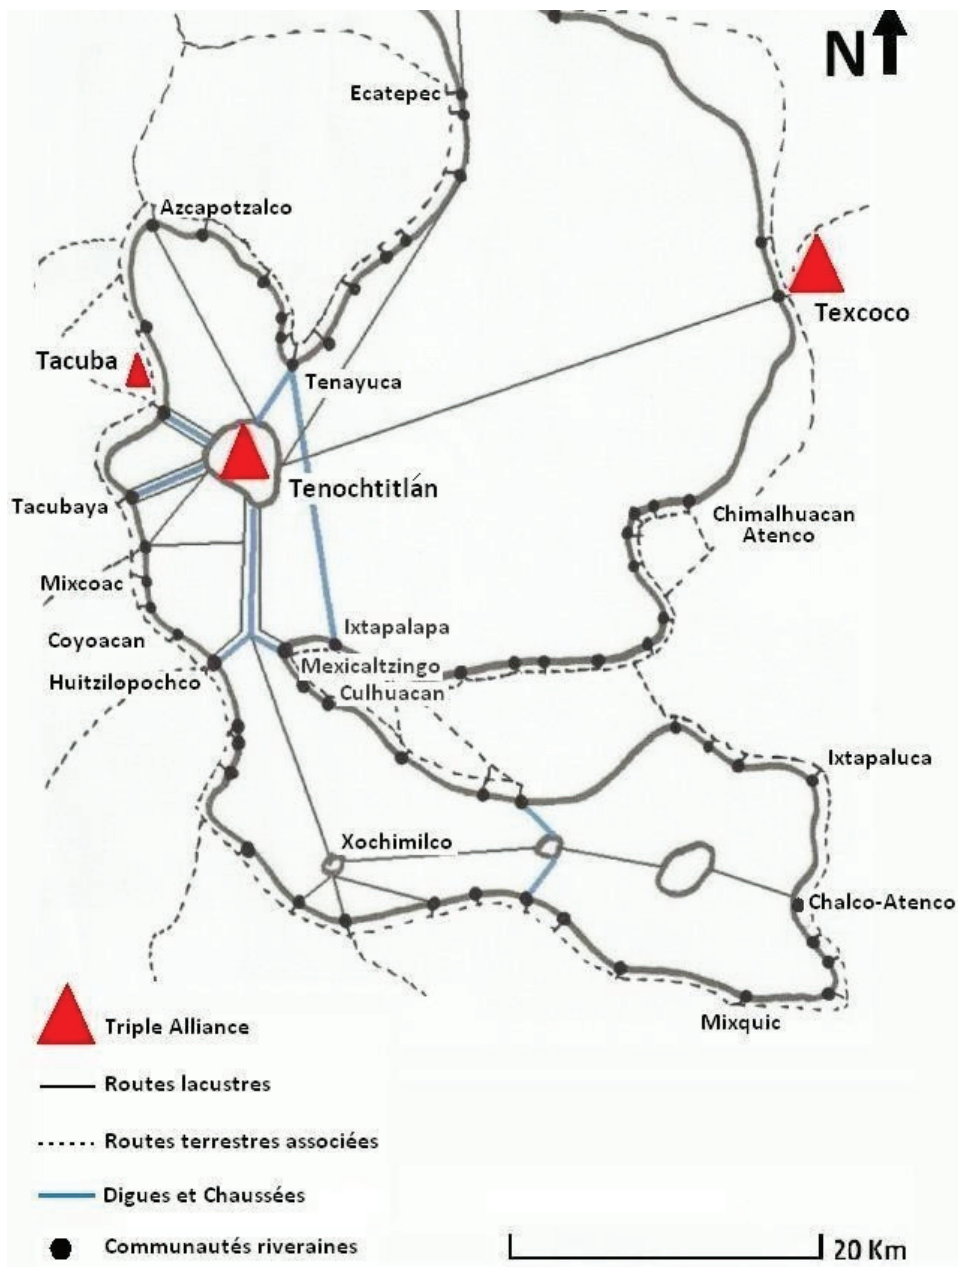 N
Ecatepec
Azcapotzalco
Texcoco
Tacuba
Tenayuca
Tenochtitlán
Tacubaya
Chimalhuacan
Atenco
Mixcoac
Ixtapalapa
Coyoacan
Mexicaltzingo
Huitzilopochco
Culhuacan
Ixtapaluca
Xochimilco
Chalco-Atenco
Mixquic
Triple Alliance
Routes lacustres
Routes terrestres associées
Digues et Chaussées
Communautés riveraines
20 Km